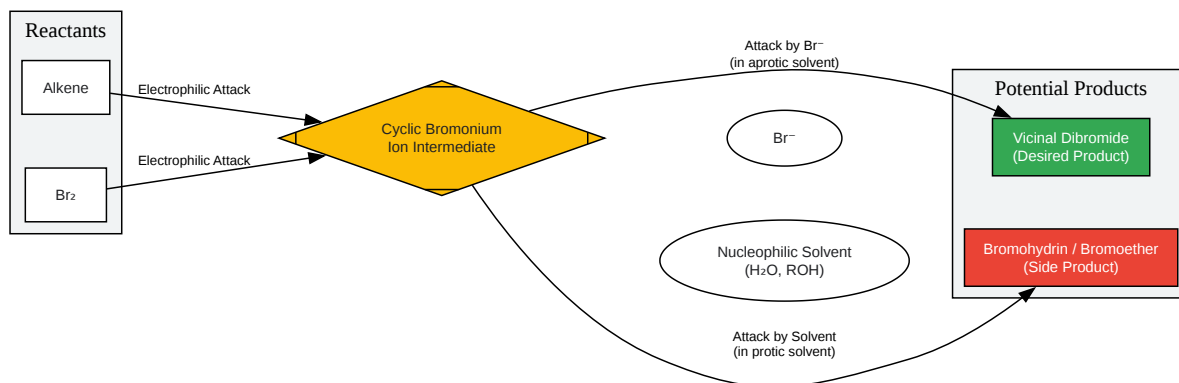 Reactants
Alkene
Br₂
Electrophilic Attack
Electrophilic Attack
Cyclic Bromonium
Ion Intermediate
Attack by Br⁻
(in aprotic solvent)
Br⁻
Nucleophilic Solvent
(H₂O, ROH)
Attack by Solvent
(in protic solvent)
Potential Products
Vicinal Dibromide
(Desired Product)
Bromohydrin / Bromoether
(Side Product)